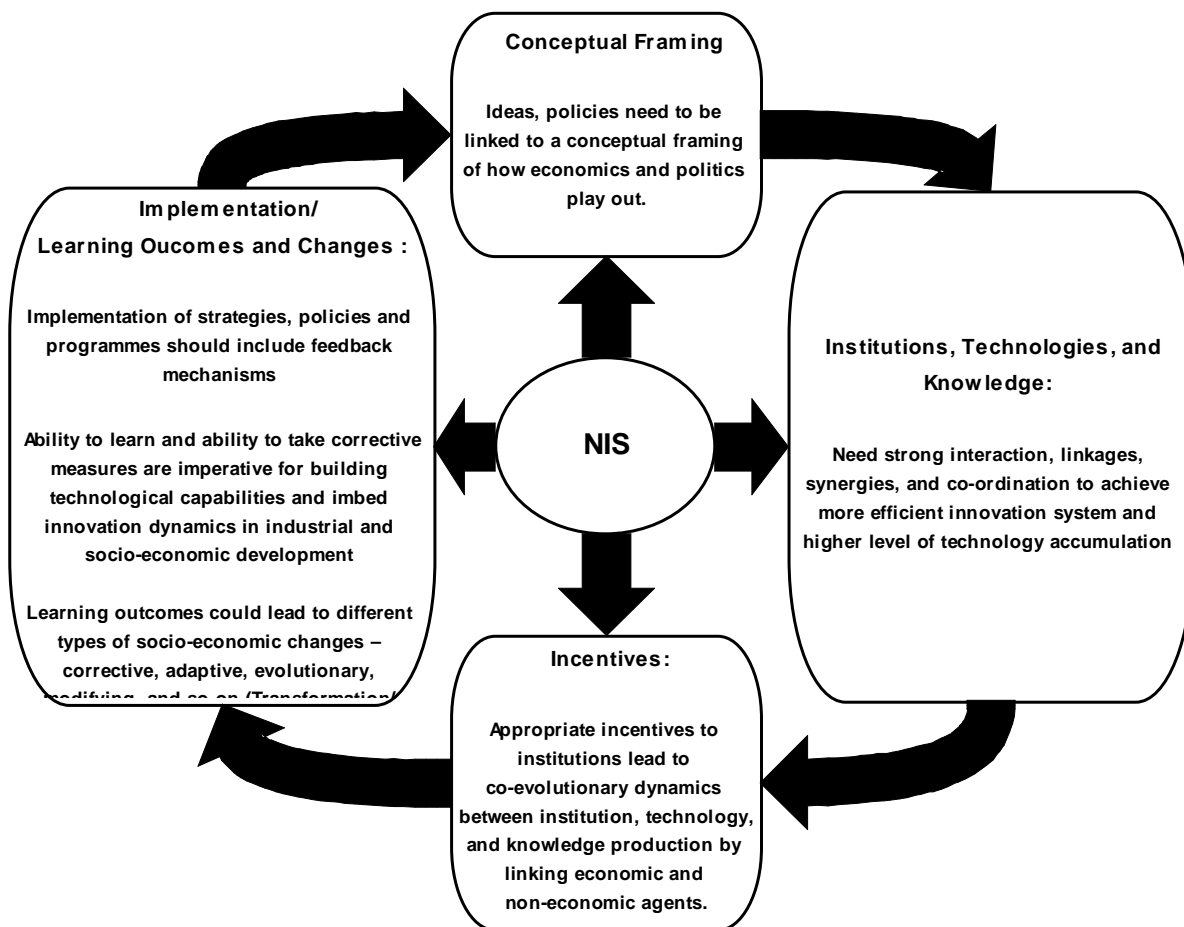 Conceptual Framing
Ideas, policies need to be
linked to a conceptual framing
of how economics and politics
play out.
Implementation/
Learning Oucomes and Changes :
Implementation of strategies, policies and
programmes should include feedback
mechanisms
Ability to learn and ability to take corrective
measures are imperative for building
technological capabilities and imbed
innovation dynamics in industrial and
socio-economic development
Learning outcomes could lead to different
types of socio-economic changes –
corrective, adaptive, evolutionary,
modifying, and so on (Transformation/
NIS
Institutions, Technologies, and
Knowledge:
Need strong interaction, linkages,
synergies, and co-ordination to achieve
more efficient innovation system and
higher level of technology accumulation
Incentives:
Appropriate incentives to
institutions lead to
co-evolutionary dynamics
between institution, technology,
and knowledge production by
linking economic and
non-economic agents.